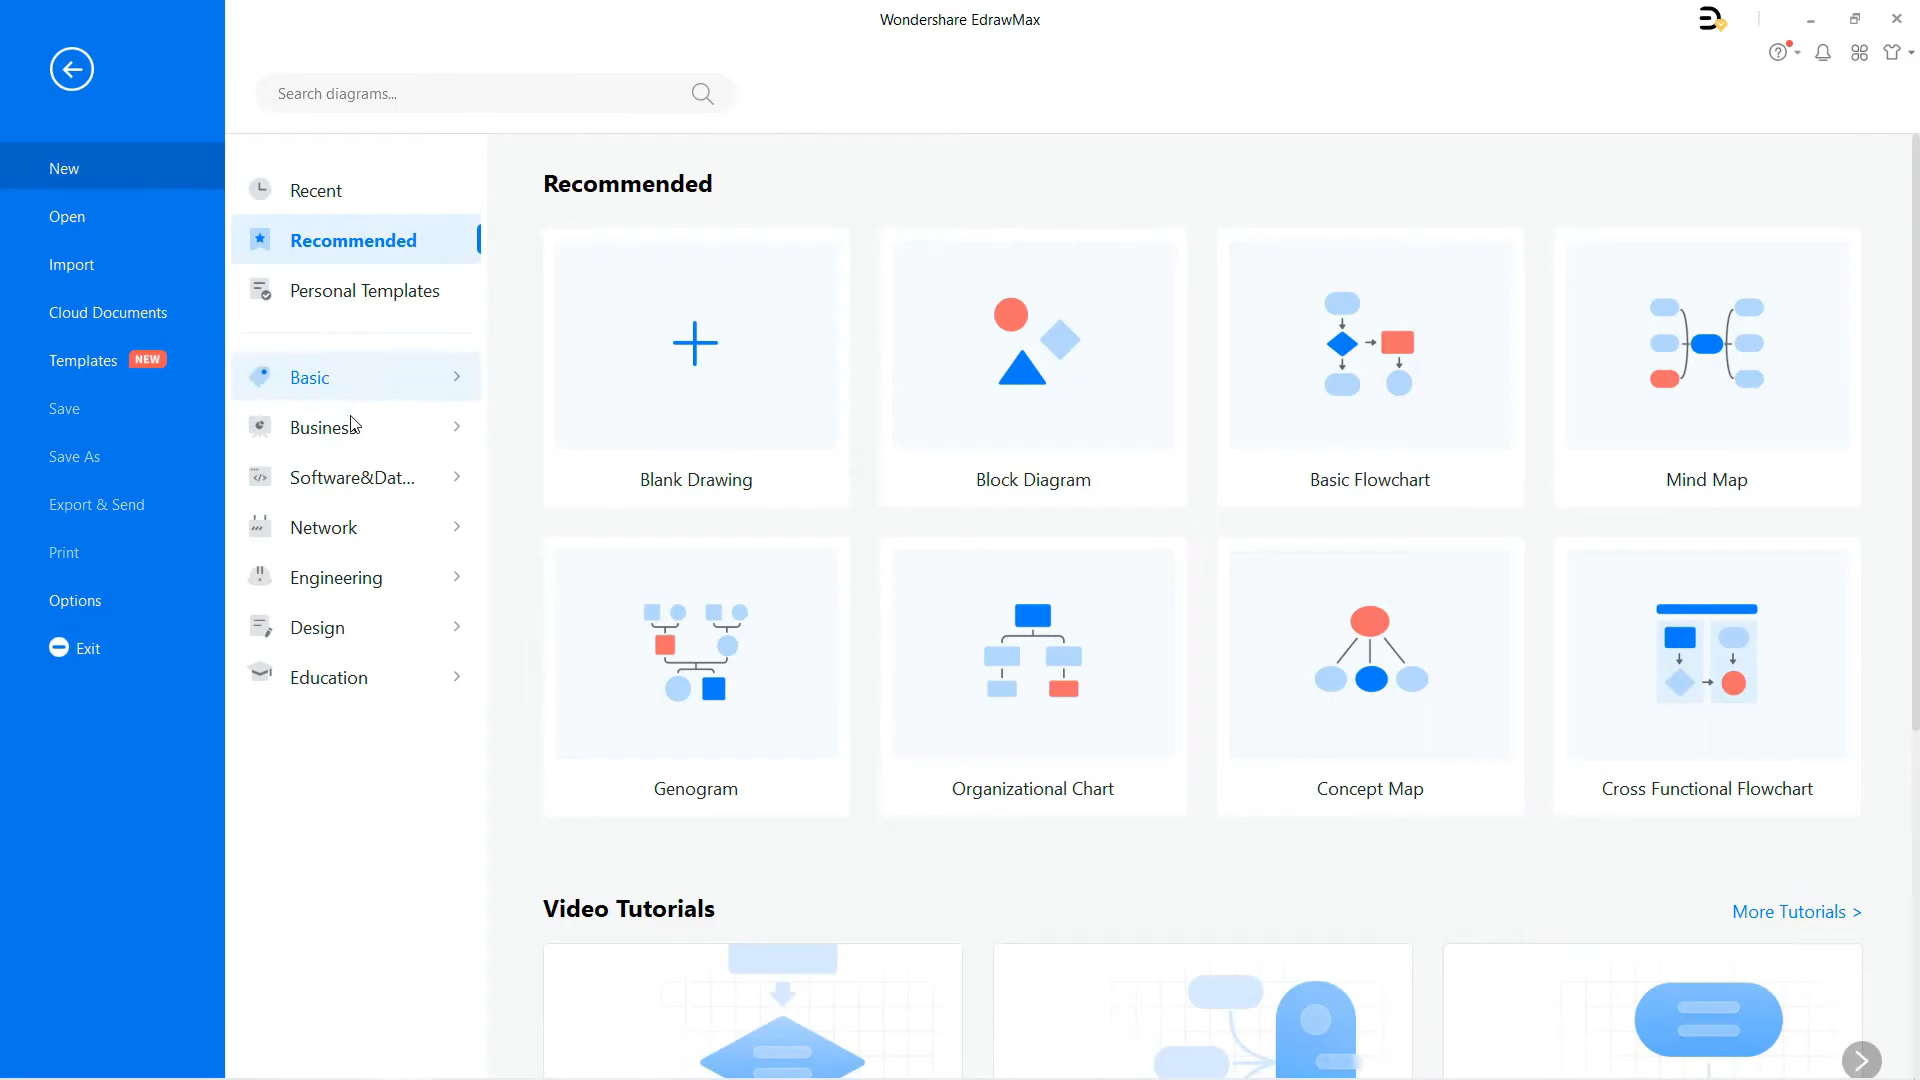 Wondershare EdrawMax
Search diagrams...
New
Open
Import
Cloud Documents
Templates NEW
Save
Save As
Export & Send
Print
Options
Exit
Recent
Recommended
Personal Templates
Basic
Business
Software&Dat...
Network
Engineering
Design
Education
Recommended
Blank Drawing
Block Diagram
Basic Flowchart
Mind Map
Genogram
Organizational Chart
Concept Map
Cross Functional Flowchart
Video Tutorials
More Tutorials >